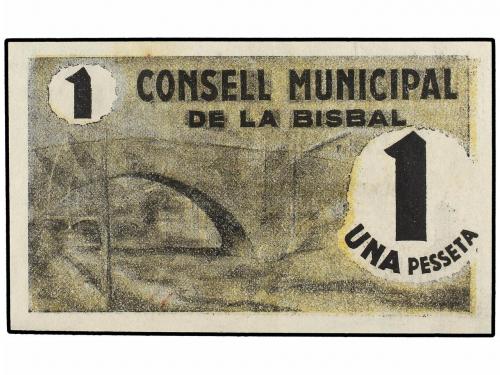 1
CONSELL MUNICIPAL
DE LA BISBAL
1
UNA PESSETA